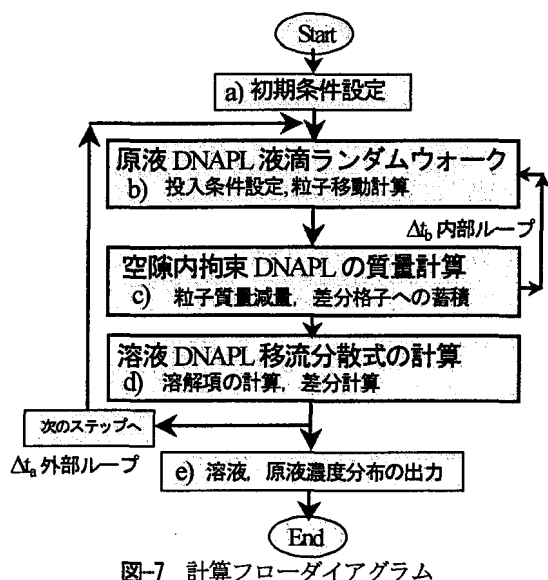 Start
a) 初期条件設定
原液 DNAPL 液滴ランダムウォーク
b) 投入条件設定,粒子移動計算
Δt_b 内部ループ
空隙内拘束 DNAPL の質量計算
c) 粒子質量減量, 差分格子への蓄積
溶液 DNAPL 移流分散式の計算
d) 溶解項の計算, 差分計算
次のステップへ
Δt_a 外部ループ
e) 溶液, 原液濃度分布の出力
End
図-7 計算フローダイアグラム